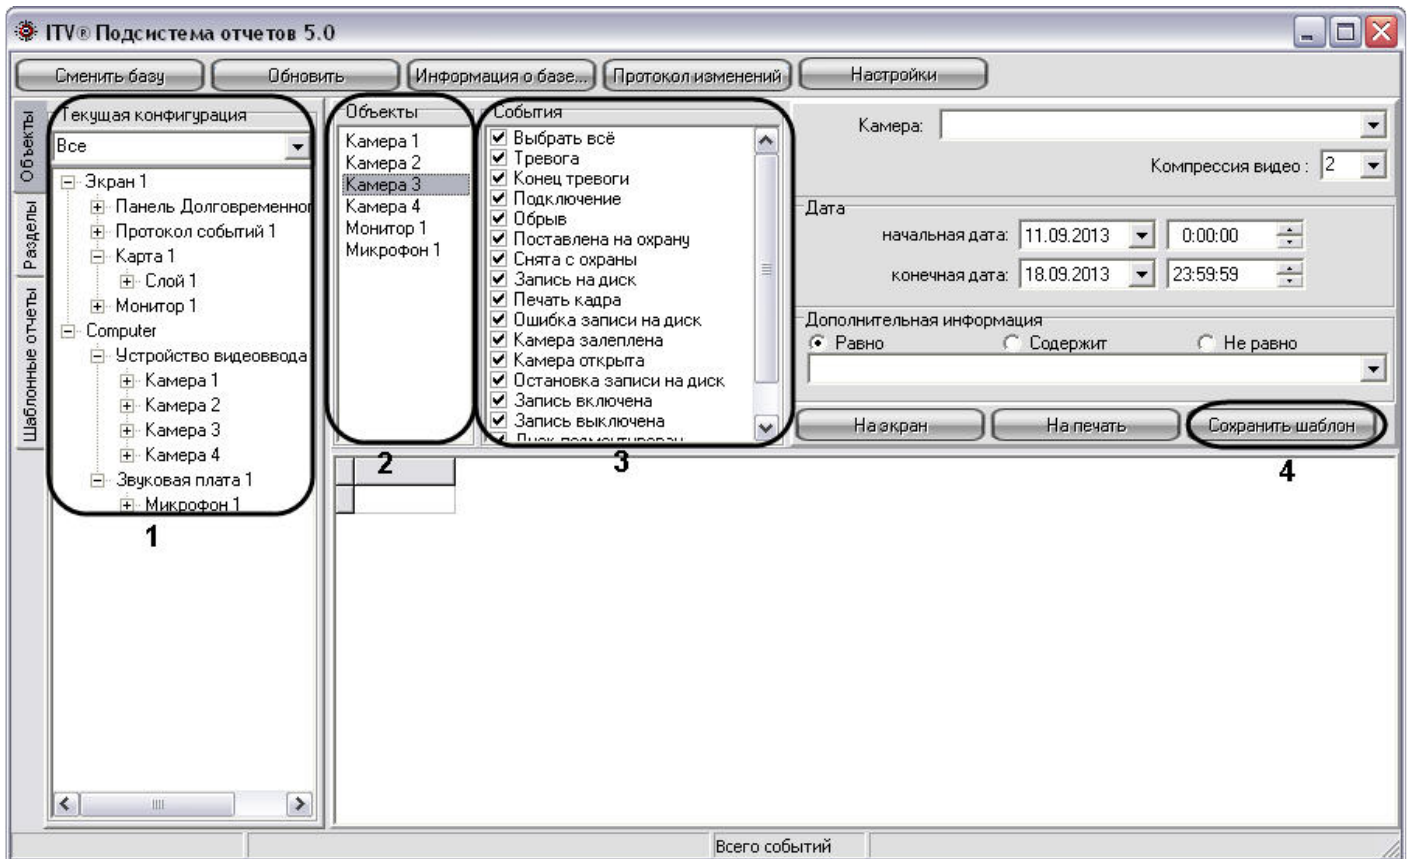 ITV® Подсистема отчетов 5.0
Сменить базу
Обновить
Информация о базе...
Протокол изменений
Настройки
Объекты
Разделы
Шаблонные отчеты
Текущая конфигурация
Все
Экран 1
Панель Долговременног
Протокол событий 1
Карта 1
Слой 1
Монитор 1
Computer
Устройство видеоввода
Камера 1
Камера 2
Камера 3
Камера 4
Звуковая плата 1
Микрофон 1
1
Объекты
Камера 1
Камера 2
Камера 3
Камера 4
Монитор 1
Микрофон 1
2
События
Выбрать всё
Тревога
Конец тревоги
Подключение
Обрыв
Поставлена на охрану
Снята с охраны
Запись на диск
Печать кадра
Ошибка записи на диск
Камера залеплена
Камера открыта
Остановка записи на диск
Запись включена
Запись выключена
3
Камера:
Компрессия видео : 2
Дата
начальная дата: 11.09.2013 0:00:00
конечная дата: 18.09.2013 23:59:59
Дополнительная информация
Равно
Содержит
Не равно
На экран
На печать
Сохранить шаблон
4
Всего событий